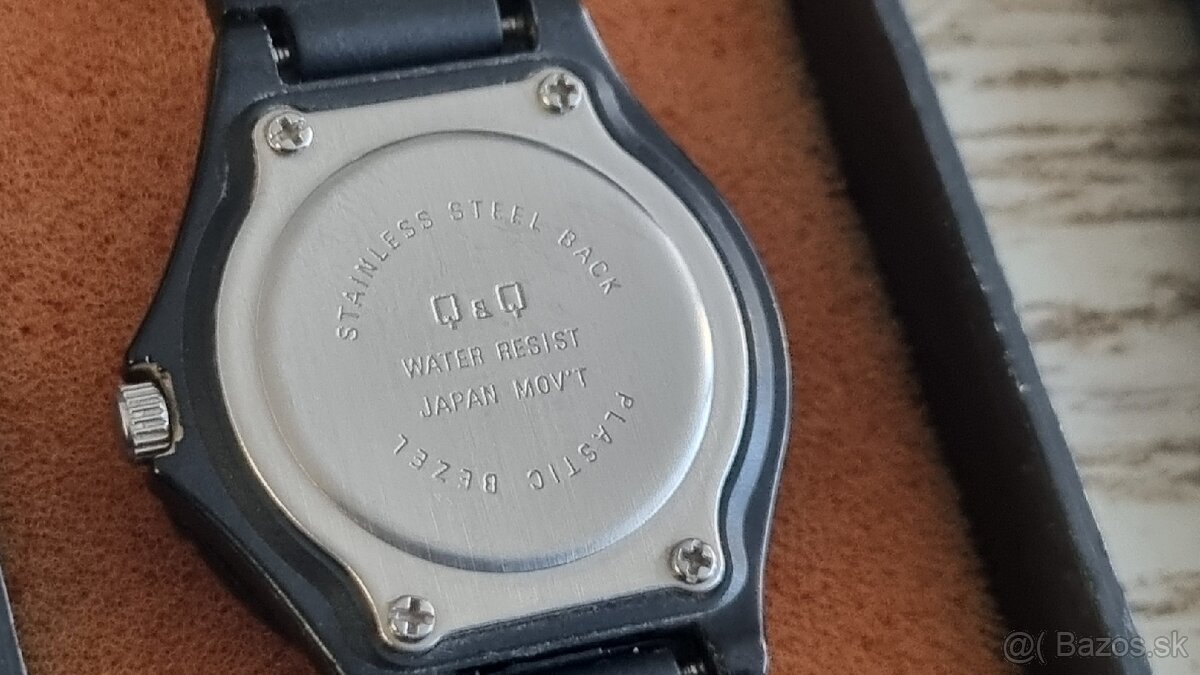 STAINLESS STEEL BACK
Q&Q
WATER RESIST
JAPAN MOV'T
PLASTIC BEZEL
@( Bazos.sk